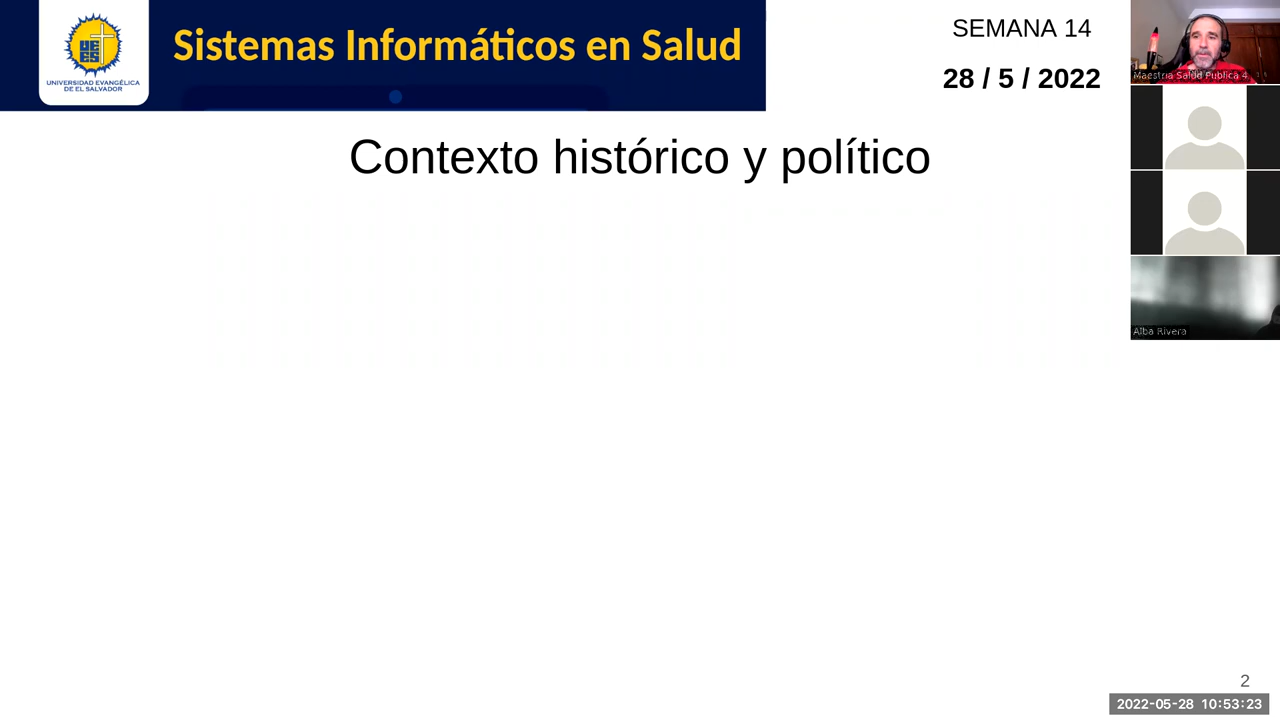 UNIVERSIDAD EVANGÉLICA
DE EL SALVADOR
Sistemas Informáticos en Salud
SEMANA 14
28 / 5 / 2022
Contexto histórico y político
Maestria Salud Publica 4
Alba Rivera
2
2022-05-28 10:53:23